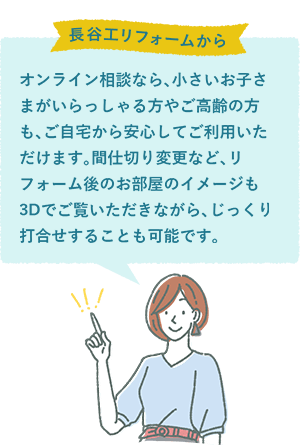 長谷工リフォームから
オンライン相談なら、小さいお子さ
まがいらっしゃる方やご高齢の方
も、ご自宅から安心してご利用いた
だけます。間仕切り変更など、リ
フォーム後のお部屋のイメージも
3Dでご覧いただきながら、じっくり
打合せすることも可能です。